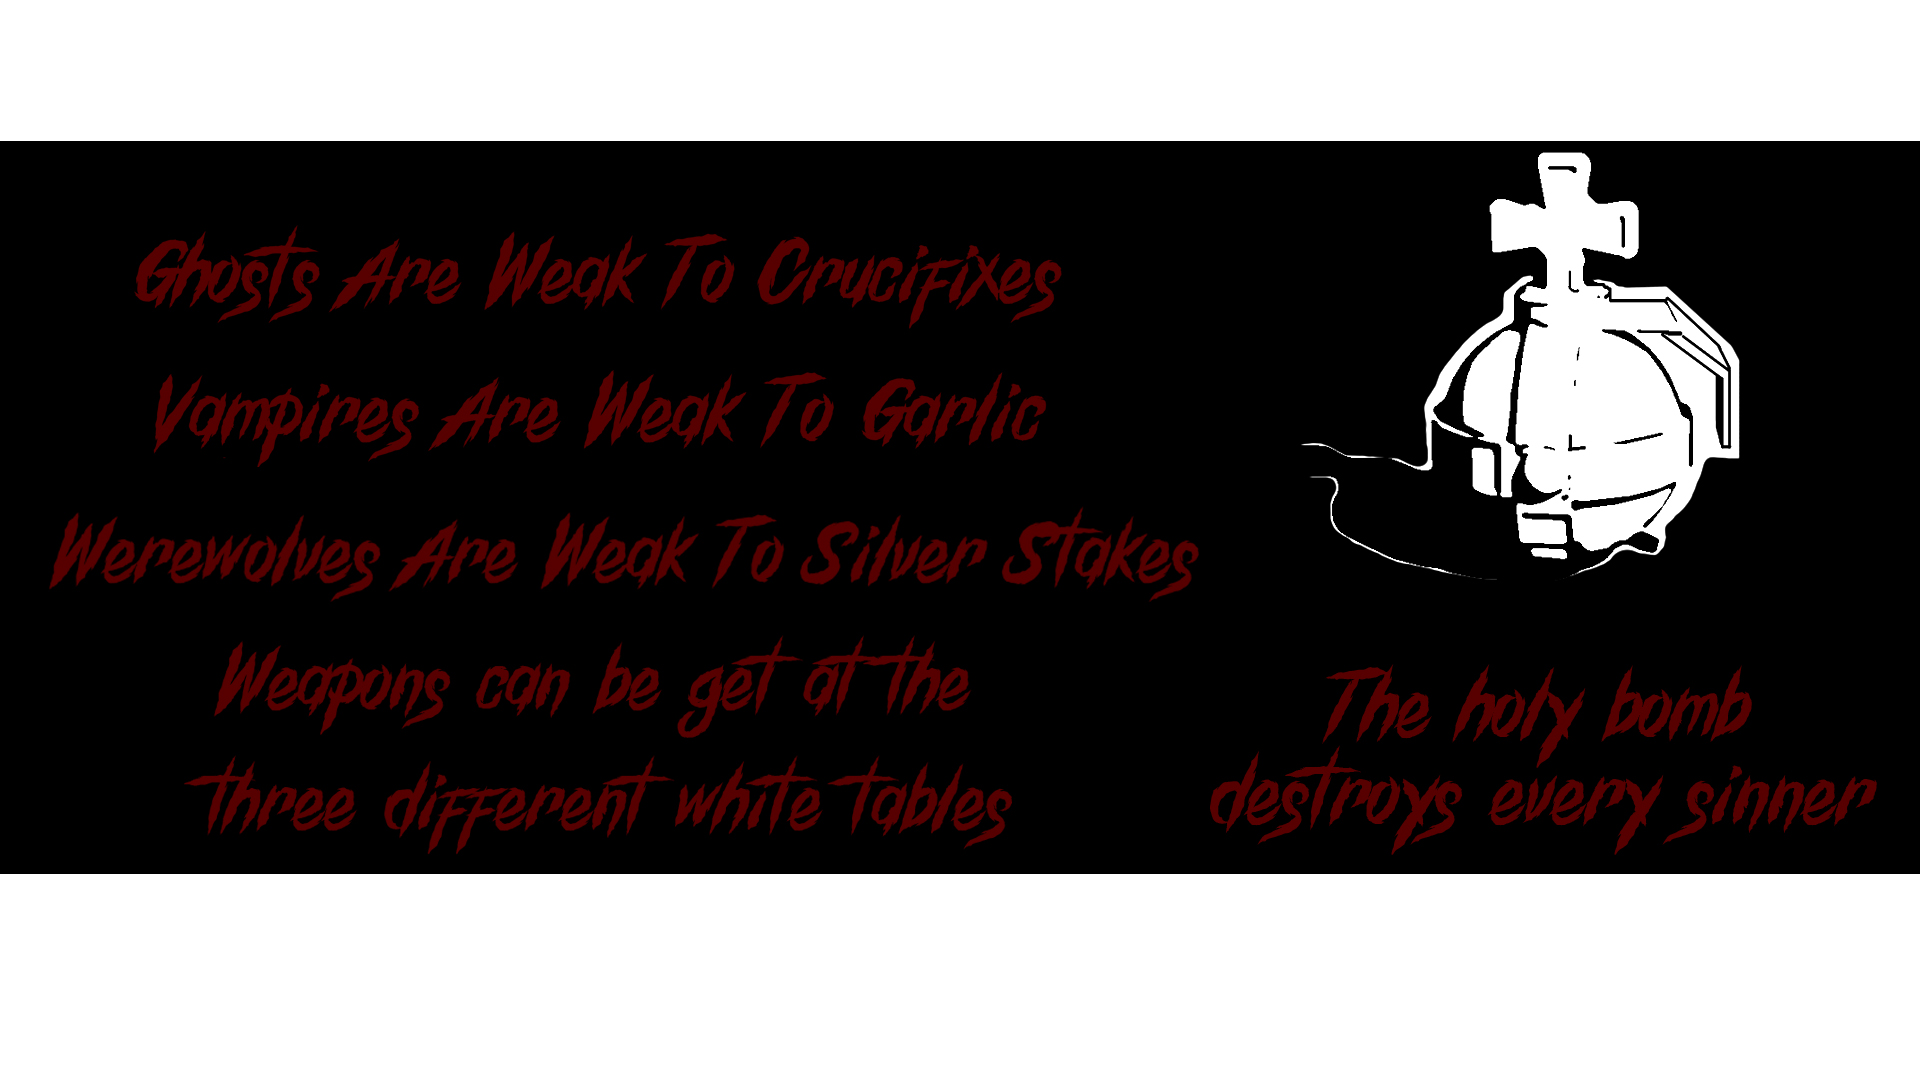 Ghosts Are Weak To Crucifixes
Vampires Are Weak To Garlic
Werewolves Are Weak To Silver Stakes
Weapons can be get at the
three different white tables
The holy bomb
destroys every sinner